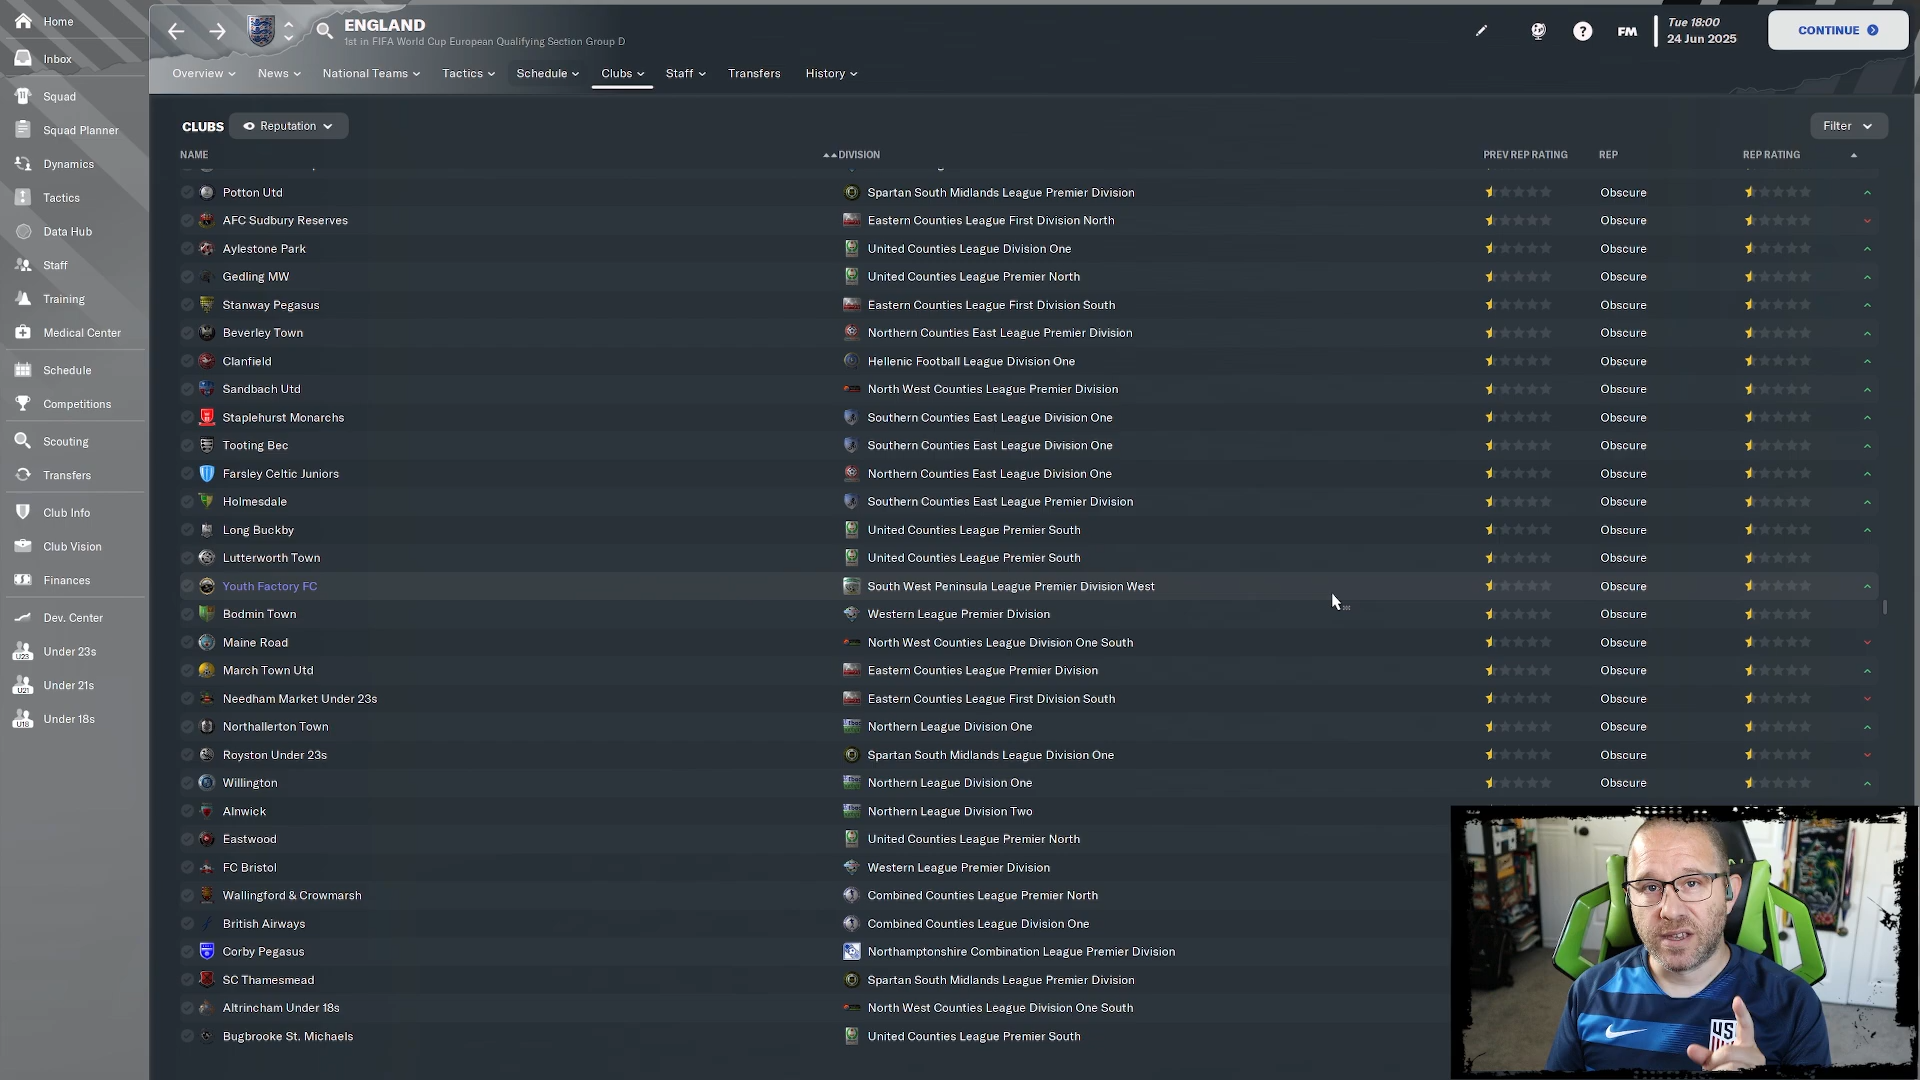 Home
Inbox
Squad
Squad Planner
Dynamics
Tactics
Data Hub
Staff
Training
Medical Center
Schedule
Competitions
Scouting
Transfers
Club Info
Club Vision
Finances
Dev. Center
U23 Under 23s
U21 Under 21s
U18 Under 18s
ENGLAND
1st in FIFA World Cup European Qualifying Section Group D
FM
Tue 18:00
24 Jun 2025
CONTINUE
Overview News National Teams Tactics Schedule Clubs Staff Transfers History
CLUBS Reputation Filter
NAME DIVISION PREV REP RATING REP REP RATING
Potton Utd Spartan South Midlands League Premier Division Obscure
AFC Sudbury Reserves Eastern Counties League First Division North Obscure
Aylestone Park United Counties League Division One Obscure
Gedling MW United Counties League Premier North Obscure
Stanway Pegasus Eastern Counties League First Division South Obscure
Beverley Town Northern Counties East League Premier Division Obscure
Clanfield Hellenic Football League Division One Obscure
Sandbach Utd North West Counties League Premier Division Obscure
Staplehurst Monarchs Southern Counties East League Division One Obscure
Tooting Bec Southern Counties East League Division One Obscure
Farsley Celtic Juniors Northern Counties East League Division One Obscure
Holmesdale Southern Counties East League Premier Division Obscure
Long Buckby United Counties League Premier South Obscure
Lutterworth Town United Counties League Premier South Obscure
Youth Factory FC South West Peninsula League Premier Division West Obscure
Bodmin Town Western League Premier Division Obscure
Maine Road North West Counties League Division One South Obscure
March Town Utd Eastern Counties League Premier Division Obscure
Needham Market Under 23s Eastern Counties League First Division South Obscure
Northallerton Town Northern League Division One Obscure
Royston Under 23s Spartan South Midlands League Division One Obscure
Willington Northern League Division One Obscure
Alnwick Northern League Division Two
Eastwood United Counties League Premier North
FC Bristol Western League Premier Division
Wallingford & Crowmarsh Combined Counties League Premier North
British Airways Combined Counties League Division One
Corby Pegasus Northamptonshire Combination League Premier Division
SC Thamesmead Spartan South Midlands League Premier Division
Altrincham Under 18s North West Counties League Division One South
Bugbrooke St. Michaels United Counties League Premier South
US